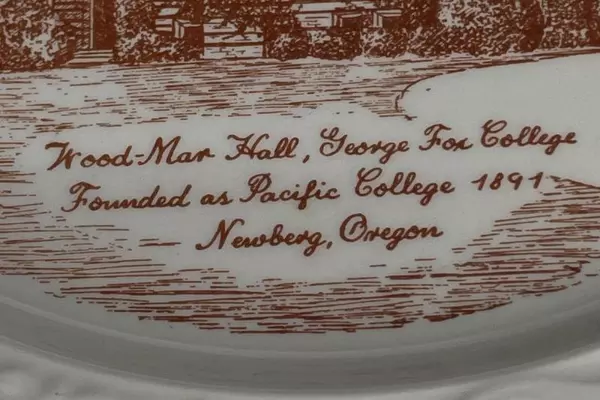 Wood-Mar Hall, George Fox College
Founded as Pacific College 1891
Newberg, Oregon